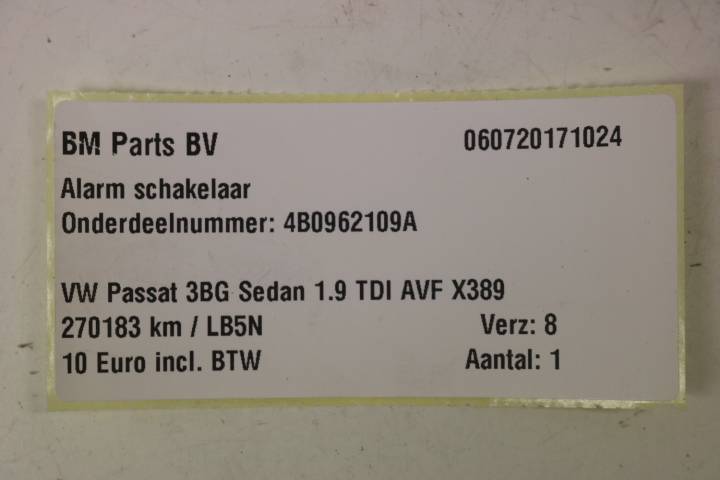 BM Parts BV 060720171024
Alarm schakelaar
Onderdeelnummer: 4B0962109A
VW Passat 3BG Sedan 1.9 TDI AVF X389
270183 km / LB5N Verz: 8
10 Euro incl. BTW Aantal: 1